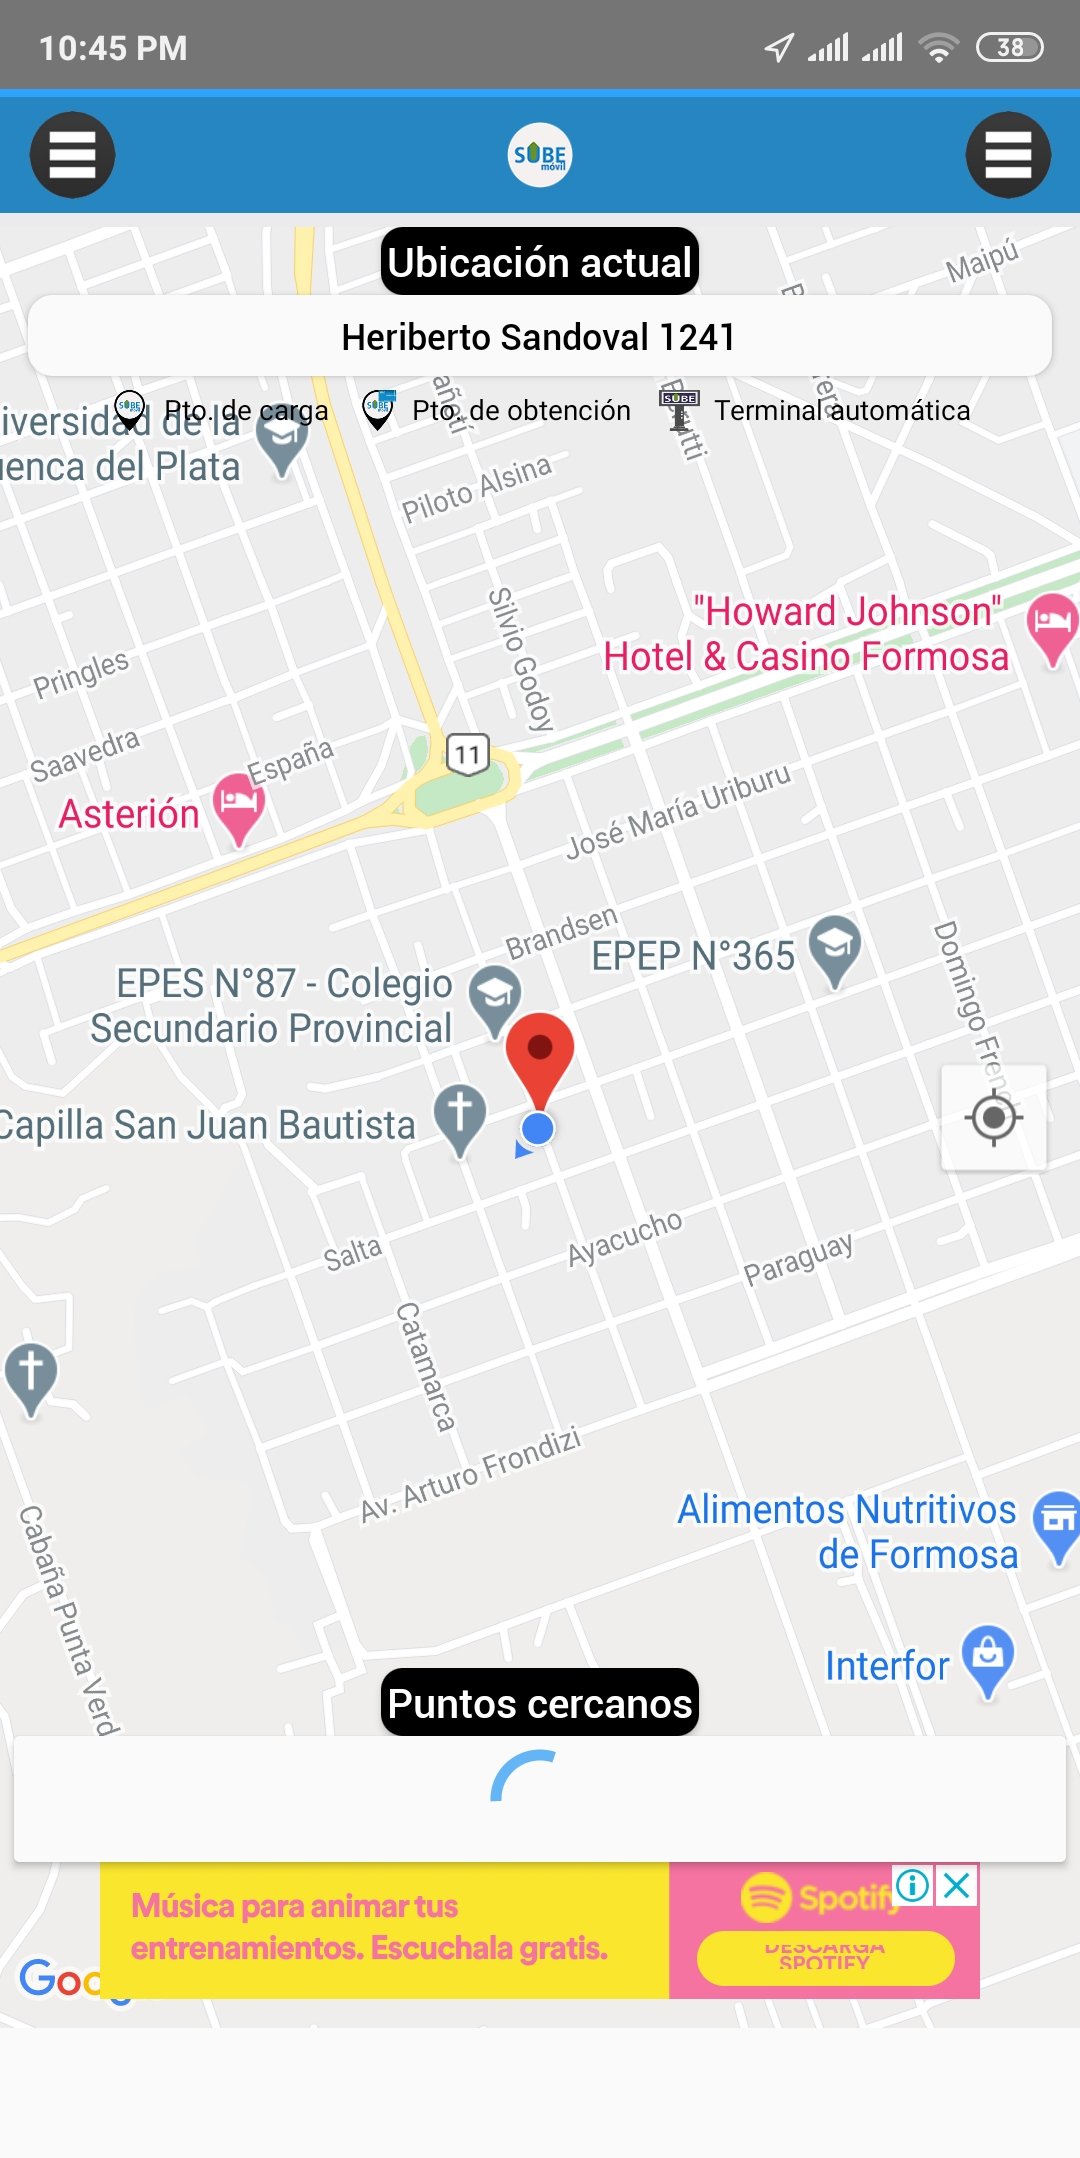 10:45 PM
38
SUBE
móvil
Ubicación actual
Maipú
Heriberto Sandoval 1241
Pto. de carga
Pto. de obtención
SUBE
Terminal automática
iversidad de la
uenca del Plata
Piloto Alsina
Silvio Godoy
"Howard Johnson"
Hotel & Casino Formosa
Pringles
Saavedra
España
11
Asterión
José María Uriburu
Brandsen
EPEP N°365
Domingo Fren
EPES N°87 - Colegio
Secundario Provincial
Capilla San Juan Bautista
Salta
Ayacucho
Paraguay
Catamarca
Av. Arturo Frondizi
Cabaña Punta Verd
Alimentos Nutritivos
de Formosa
Interfor
Puntos cercanos
Música para animar tus
entrenamientos. Escuchala gratis.
Spotify
DESCARGA
SPOTIFY
Goo